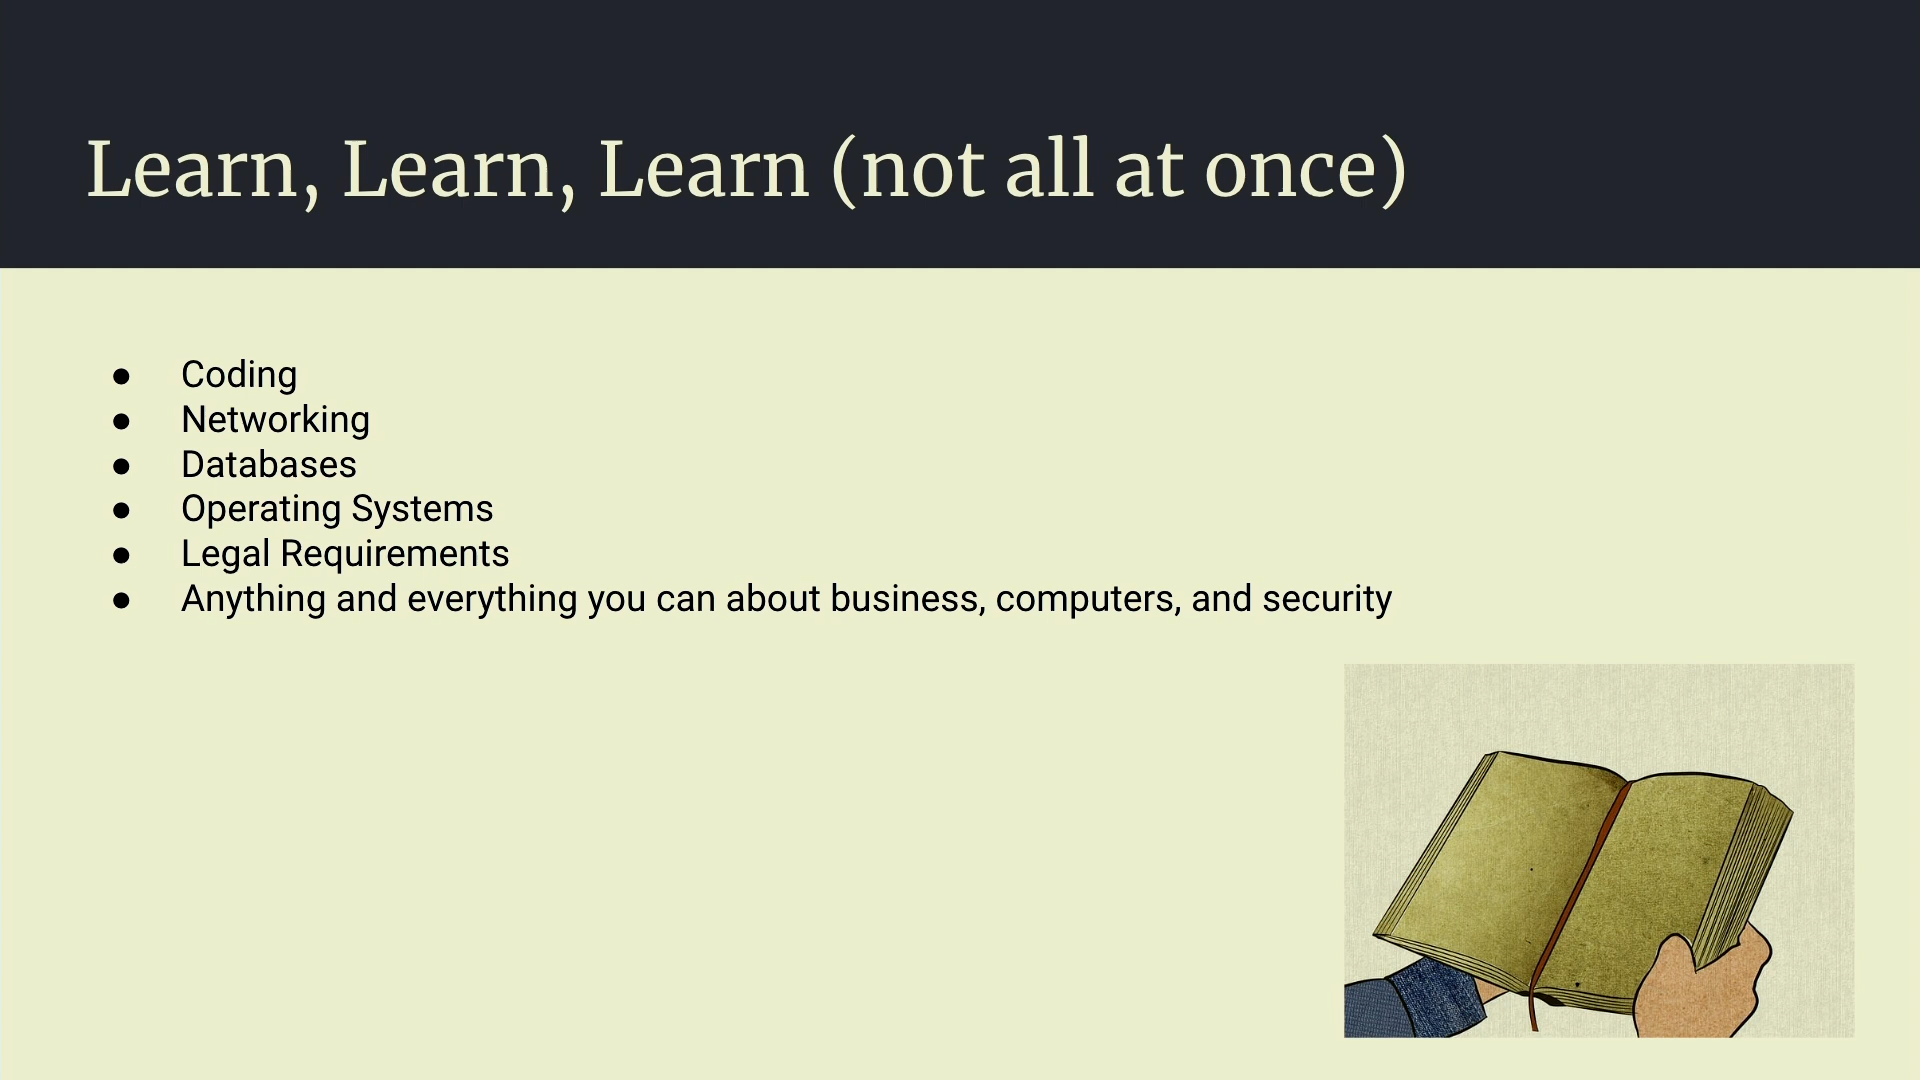 Learn, Learn, Learn (not all at once)
● Coding
● Networking
● Databases
● Operating Systems
● Legal Requirements
● Anything and everything you can about business, computers, and security